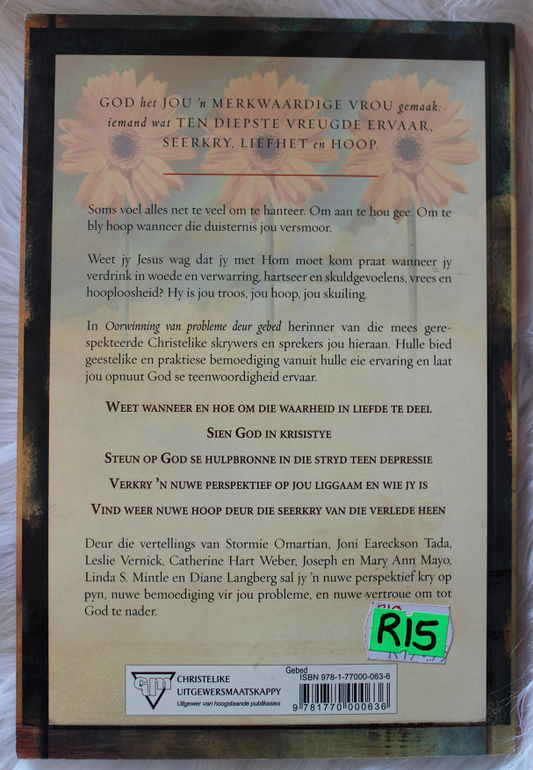 GOD het JOU 'n MERKWAARDIGE VROU gemaak:
iemand wat TEN DIEPSTE VREUGDE ERVAAR,
SEERKRY, LIEFHET en HOOP.
Soms voel alles net te veel om te hanteer. Om aan te hou gee. Om te
bly hoop wanneer die duisternis jou versmoor.
Weet jy Jesus wag dat jy met Hom moet kom praat wanneer jy
verdrink in woede en verwarring, hartseer en skuldgevoelens, vrees en
hooploosheid? Hy is jou troos, jou hoop, jou skuiling.
In Oorwinning van probleme deur gebed herinner van die mees gere-
spekteerde Christelike skrywers en sprekers jou hieraan. Hulle bied
geestelike en praktiese bemoediging vanuit hulle eie ervaring en laat
jou opnuut God se teenwoordigheid ervaar.
WEET WANNEER EN HOE OM DIE WAARHEID IN LIEFDE TE DEEL
SIEN GOD IN KRISISTYE
STEUN OP GOD SE HULPBRONNE IN DIE STRYD TEEN DEPRESSIE
VERKRY 'N NUWE PERSPEKTIEF OP JOU LIGGAAM EN WIE JY IS
VIND WEER NUWE HOOP DEUR DIE SEERKRY VAN DIE VERLEDE HEEN
Deur die vertellings van Stormie Omartian, Joni Eareckson Tada,
Leslie Vernick, Catherine Hart Weber, Joseph en Mary Ann Mayo,
Linda S. Mintle en Diane Langberg sal jy 'n nuwe perspektief kry op
pyn, nuwe bemoediging vir jou probleme, en nuwe vertroue om tot
God te nader.
R15
cum
CHRISTELIKE
UITGEWERSMAATSKAPPY
Uitgewer van hoogstaande publikasies
Gebed
ISBN 978-1-77000-063-6
9 781770 000636